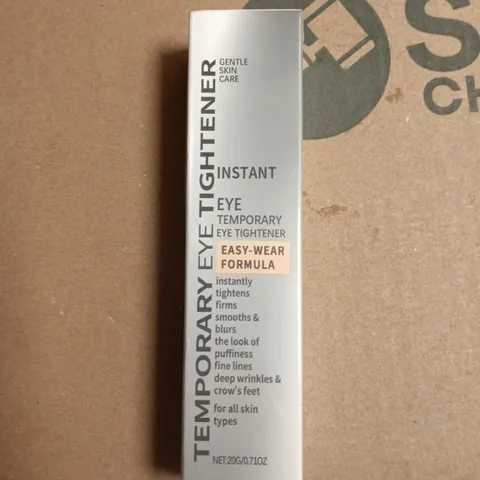 TEMPORARY EYE TIGHTENER
GENTLE
SKIN
CARE
INSTANT
EYE
TEMPORARY
EYE TIGHTENER
EASY-WEAR
FORMULA
instantly
tightens
firms
smooths &
blurs
the look of
puffiness
fine lines
deep wrinkles &
crow's feet
for all skin
types
NET:20G/0.71OZ
S
CH